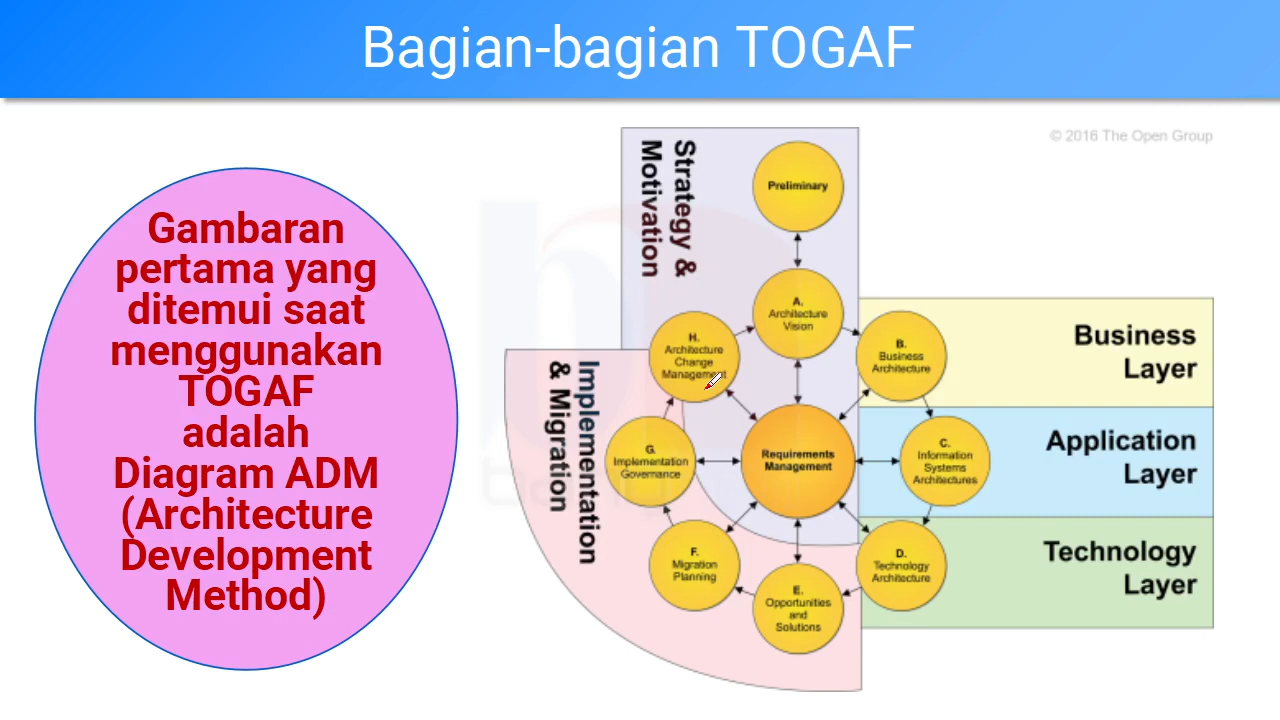 Bagian-bagian TOGAF
© 2016 The Open Group
Gambaran
pertama yang
ditemui saat
menggunakan
TOGAF
adalah
Diagram ADM
(Architecture
Development
Method)
Strategy &
Motivation
Preliminary
A.
Architecture
Vision
H.
Architecture
Change
Management
B.
Business
Architecture
Business
Layer
Implementation
& Migration
G.
Implementation
Governance
Requirements
Management
C.
Information
Systems
Architectures
Application
Layer
F.
Migration
Planning
E.
Opportunities
and
Solutions
D.
Technology
Architecture
Technology
Layer